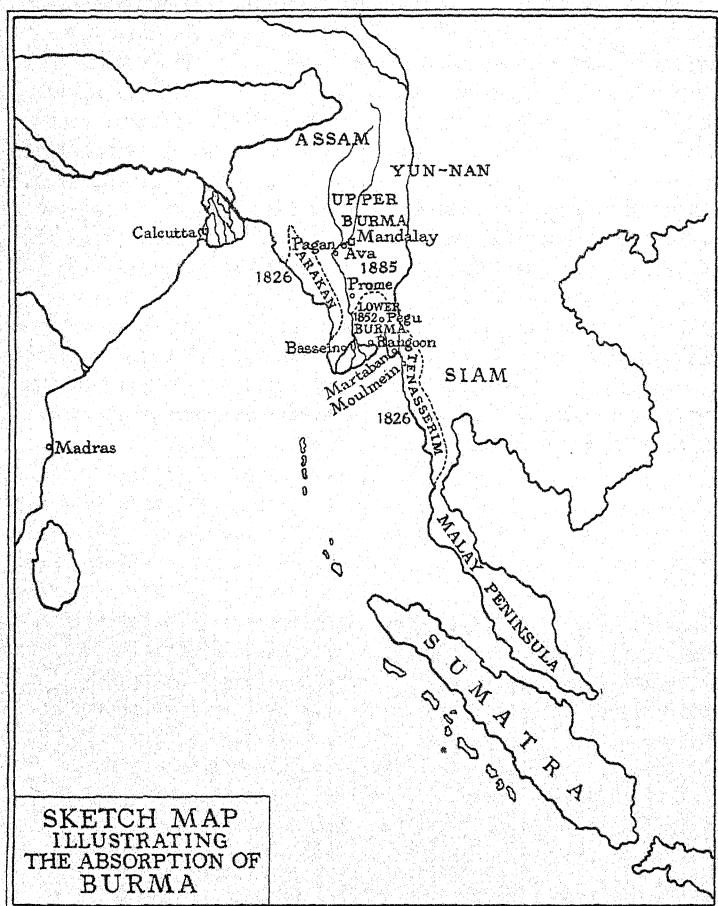 ASSAM
YUN-NAN
UPPER
BURMA
Calcutta
Pagan
Mandalay
Ava
1885
1826
ARAKAN
Prome
LOWER
1852
Pegu
BURMA
Bassein
Rangoon
Martaban
Moulmein
TENASSERIM
SIAM
1826
Madras
MALAY PENINSULA
SUMATRA
SKETCH MAP
ILLUSTRATING
THE ABSORPTION OF
BURMA